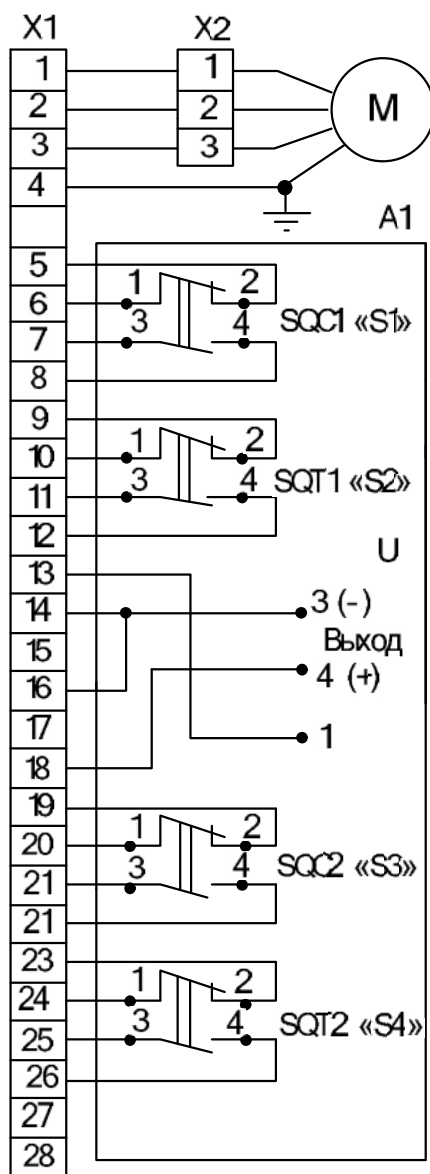 X1 X2
1 1
2 2 M
3 3
4
A1
5
6 1 2
7 3 4 SQC1 «S1»
8
9
10 1 2
11 3 4 SQT1 «S2»
12
13 U
14 3 (-)
15 Выход
16 4 (+)
17 1
18
19
20 1 2
21 3 4 SQC2 «S3»
21
23
24 1 2
25 3 4 SQT2 «S4»
26
27
28